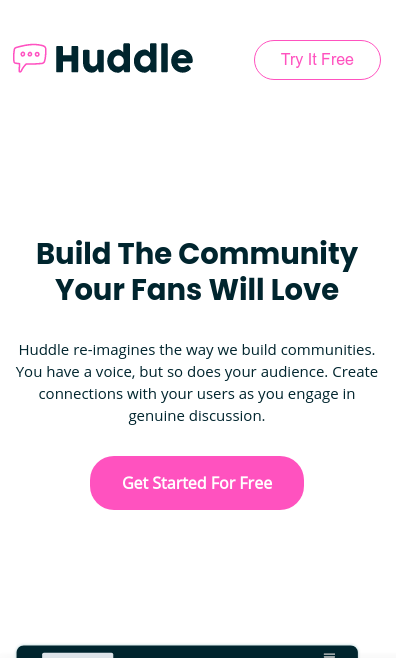 Huddle
Try It Free
Build The Community
Your Fans Will Love
Huddle re-imagines the way we build communities.
You have a voice, but so does your audience. Create
connections with your users as you engage in
genuine discussion.
Get Started For Free